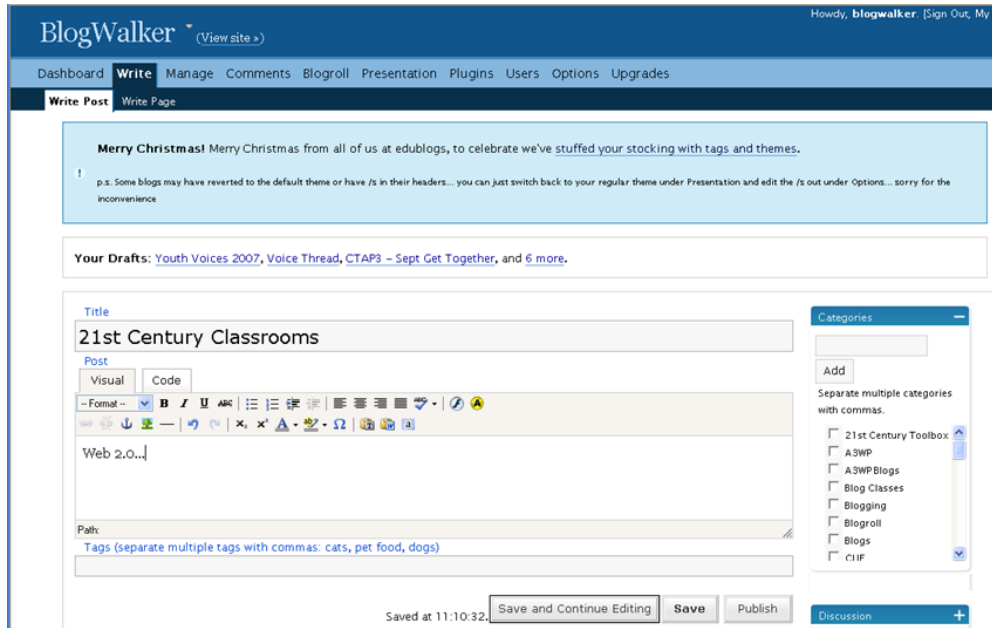 Howdy, blogwalker. [Sign Out, My
BlogWalker (View site »)
Dashboard Write Manage Comments Blogroll Presentation Plugins Users Options Upgrades
Write Post Write Page
Merry Christmas! Merry Christmas from all of us at edublogs, to celebrate we've stuffed your stocking with tags and themes.
p.s. Some blogs may have reverted to the default theme or have /s in their headers... you can just switch back to your regular theme under Presentation and edit the /s out under Options... sorry for the
inconvenience
Your Drafts: Youth Voices 2007, Voice Thread, CTAP3 – Sept Get Together, and 6 more.
Title
21st Century Classrooms
Post
Visual Code
-- Format -- B I U ABC
Web 2.0...
Path:
Tags (separate multiple tags with commas: cats, pet food, dogs)
Saved at 11:10:32. Save and Continue Editing Save Publish
Categories
Add
Separate multiple categories
with commas.
21st Century Toolbox
A3WP
A3WPBlogs
Blog Classes
Blogging
Blogroll
Blogs
CUE
Discussion